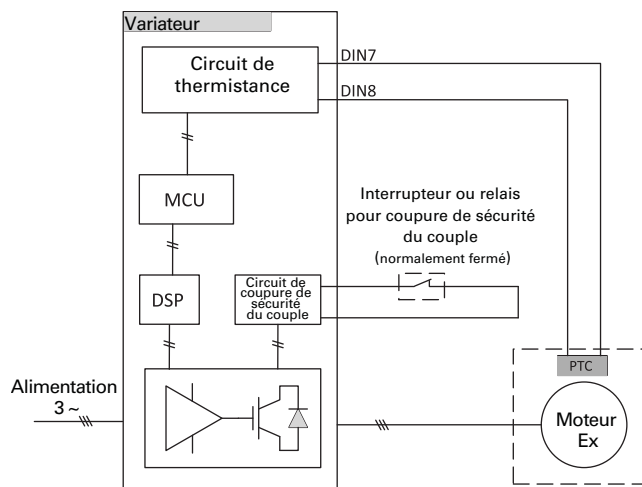 Variateur
Circuit de
thermistance
DIN7
DIN8
MCU
Interrupteur ou relais
pour coupure de sécurité
du couple
(normalement fermé)
DSP
Circuit de
coupure de
sécurité
du couple
PTC
Alimentation
3 ~
Moteur
Ex